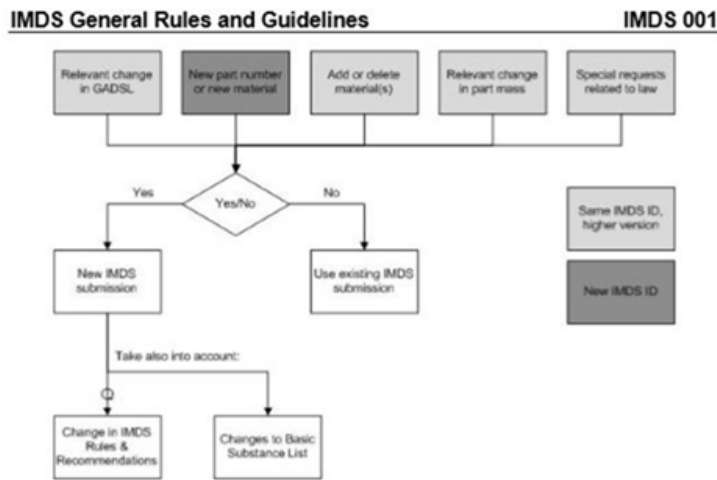 IMDS General Rules and Guidelines
IMDS 001
Relevant change
in GADSL
New part number
or new material
Add or delete
material(s)
Relevant change
in part mass
Special requests
related to law
Yes
Yes/No
No
Same IMDS ID,
higher version
New IMDS
submission
Use existing IMDS
submission
New IMDS ID
Take also into account:
Change in IMDS
Rules &
Recommendations
Changes to Basic
Substance List